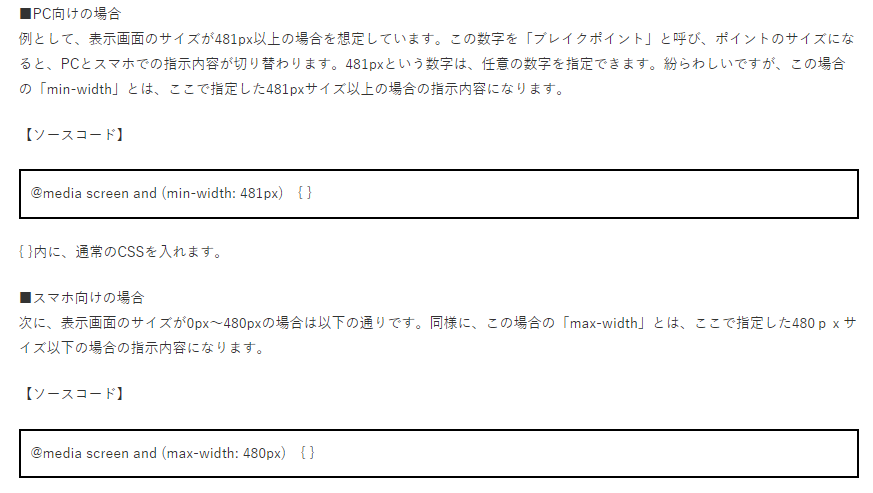 ■PC向けの場合
例として、表示画面のサイズが481px以上の場合を想定しています。この数字を「ブレイクポイント」と呼び、ポイントのサイズにな
ると、PCとスマホでの指示内容が切り替わります。481pxという数字は、任意の数字を指定できます。紛らわしいですが、この場合
の「min-width」とは、ここで指定した481pxサイズ以上の場合の指示内容になります。
【ソースコード】
@media screen and (min-width: 481px) { }
{ }内に、通常のCSSを入れます。
■スマホ向けの場合
次に、表示画面のサイズが0px～480pxの場合は以下の通りです。同様に、この場合の「max-width」とは、ここで指定した480ｐｘサ
イズ以下の場合の指示内容になります。
【ソースコード】
@media screen and (max-width: 480px) { }